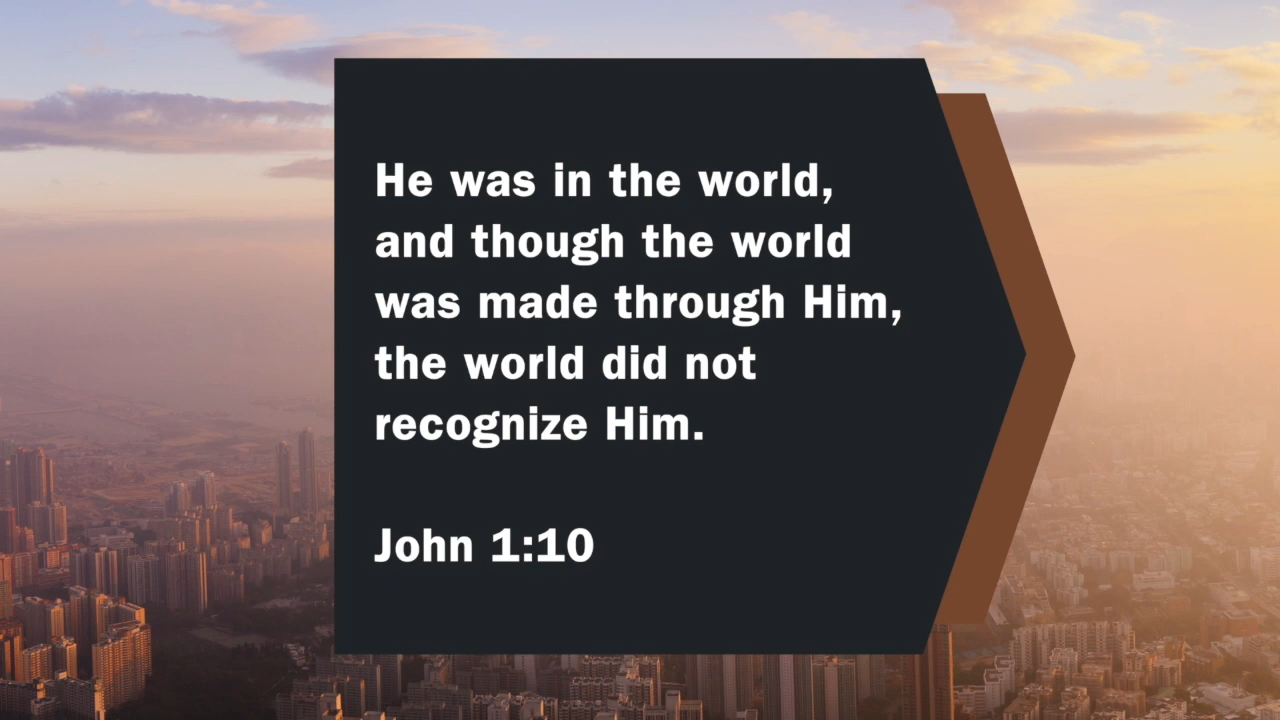 He was in the world,
and though the world
was made through Him,
the world did not
recognize Him.
John 1:10